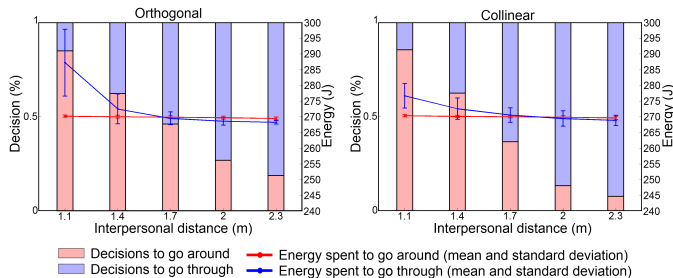 Orthogonal
1
0.5
0
Decision (%)
300
295
290
285
280
275
270
265
260
255
250
245
240
Energy (J)
1.1 1.4 1.7 2 2.3
Interpersonal distance (m)
Collinear
1
0.5
0
Decision (%)
300
295
290
285
280
275
270
265
260
255
250
245
240
Energy (J)
1.1 1.4 1.7 2 2.3
Interpersonal distance (m)
Decisions to go around
Decisions to go through
Energy spent to go around (mean and standard deviation)
Energy spent to go through (mean and standard deviation)